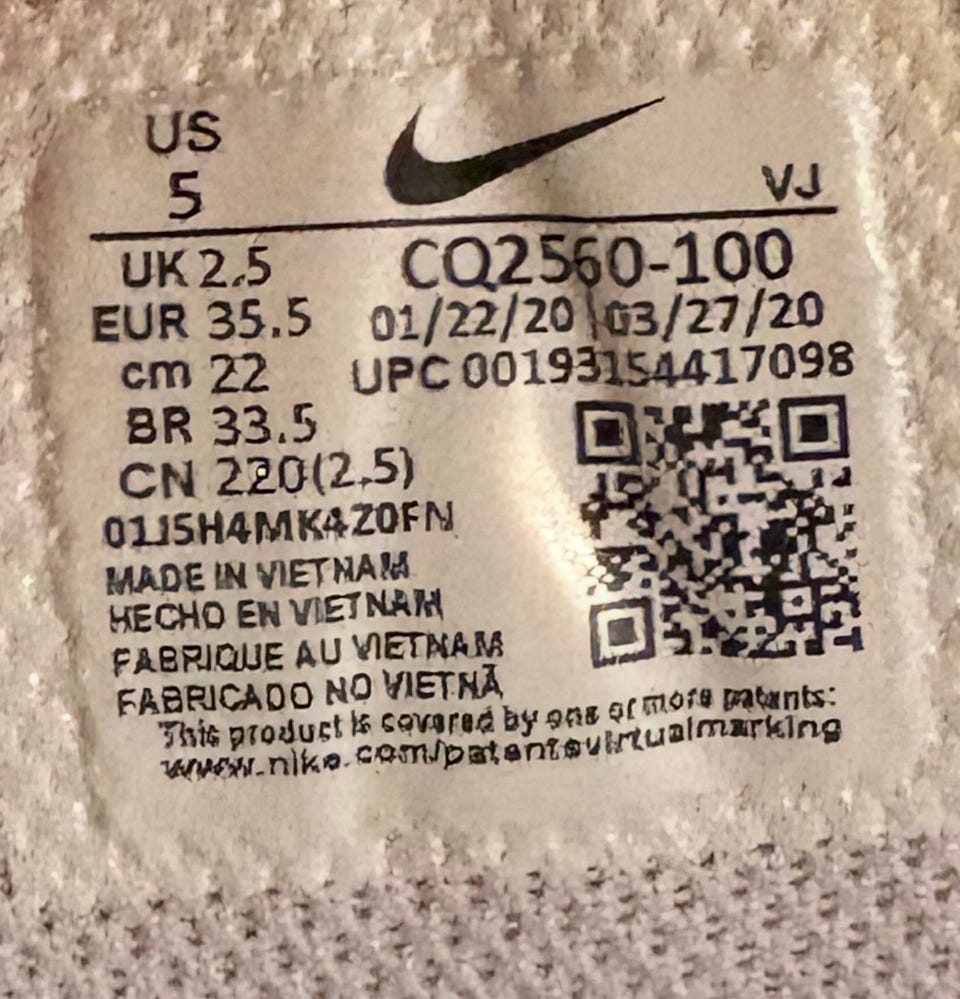 US
5
VJ
UK 2.5
CQ2560-100
EUR 35.5
01/22/20 03/27/20
cm 22
UPC 00193154417098
BR 33.5
CN 220(2.5)
01J5H4MK4Z0FN
MADE IN VIETNAM
HECHO EN VIETNAM
FABRIQUE AU VIETNAM
FABRICADO NO VIETNÃ
This product is covered by one or more patents:
www.nike.com/patentsvirtualmarking